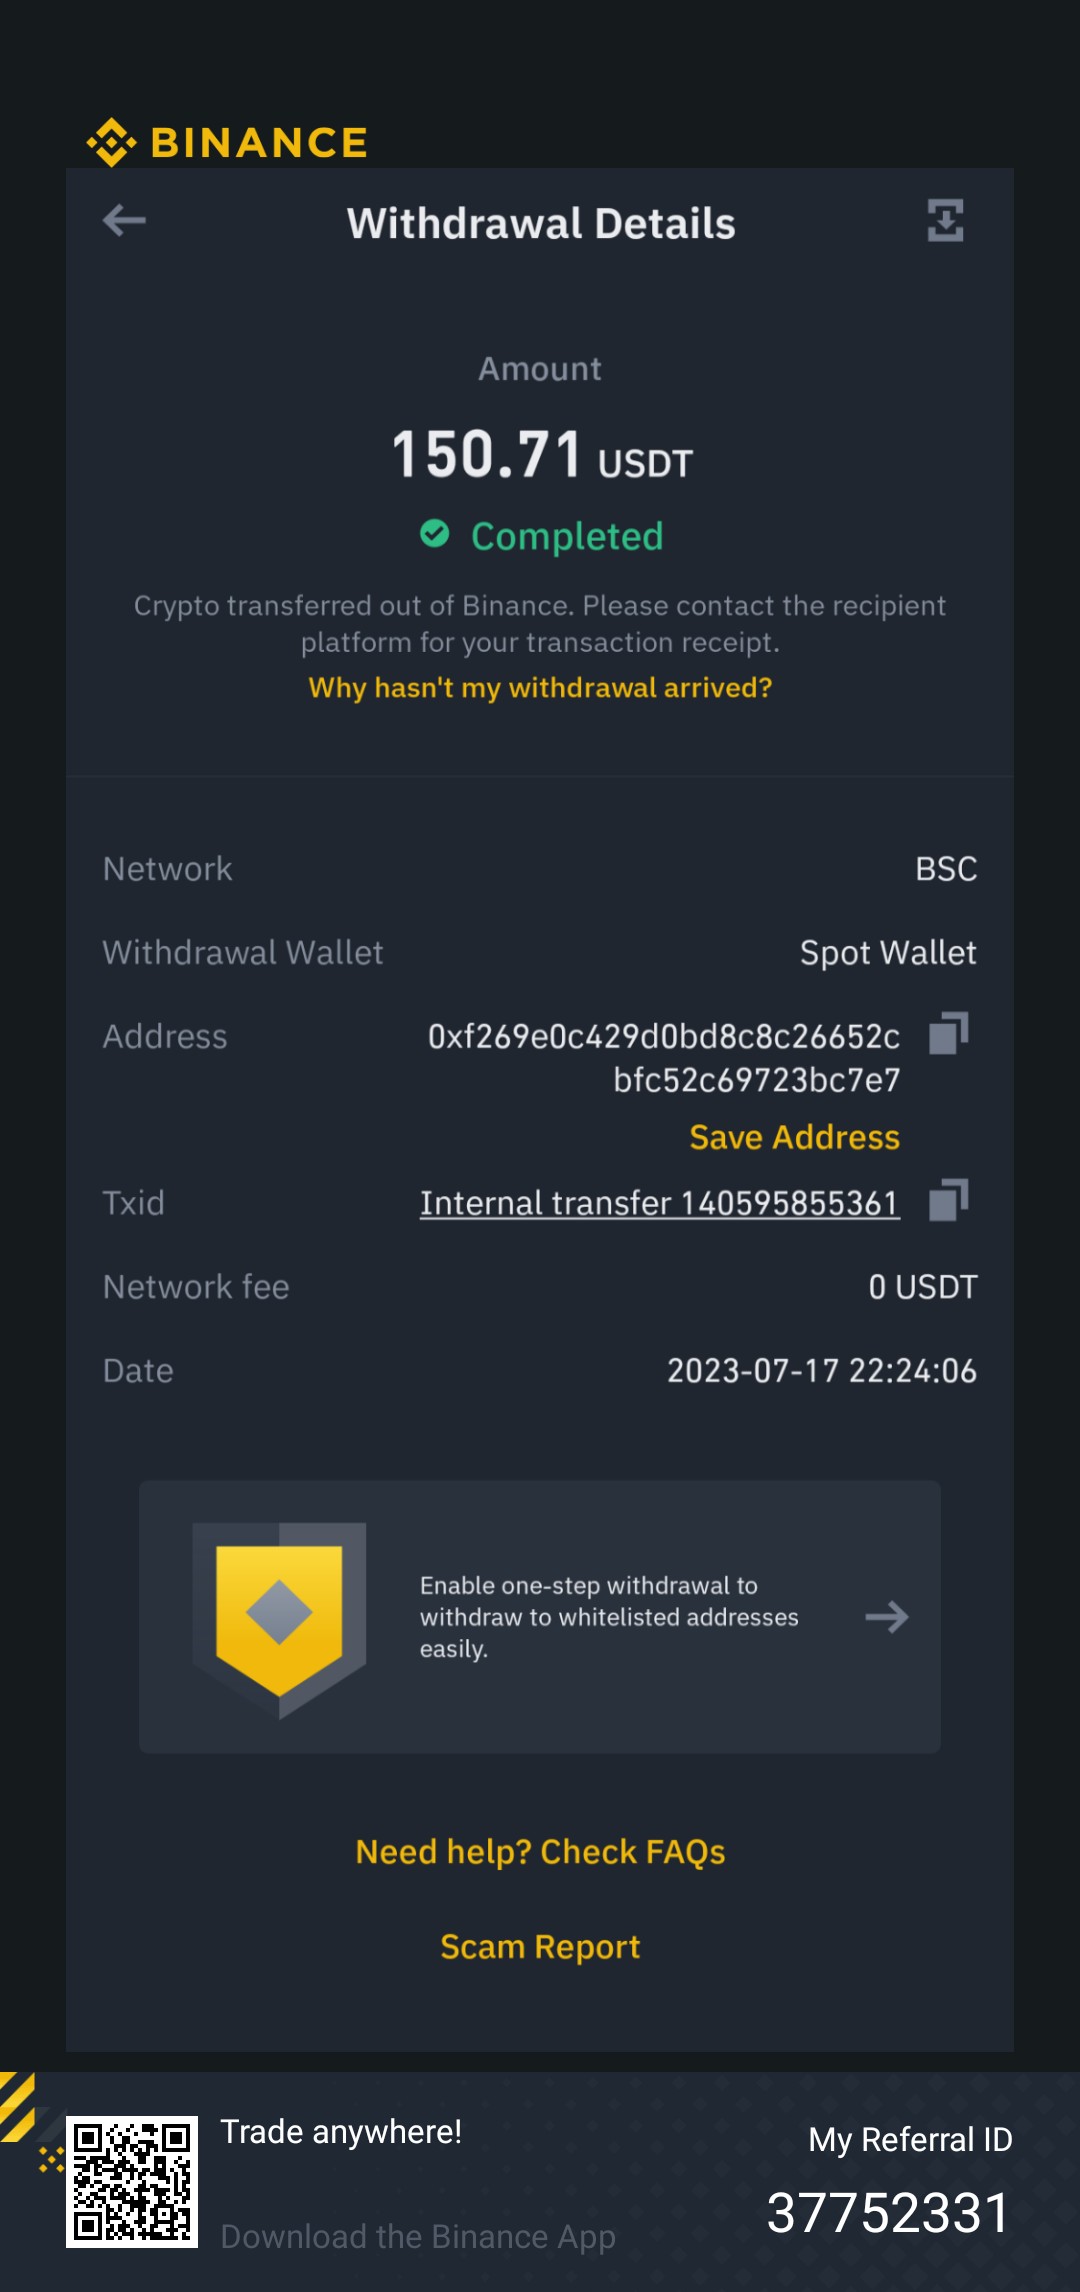 BINANCE
Withdrawal Details
Amount
150.71 USDT
Completed
Crypto transferred out of Binance. Please contact the recipient
platform for your transaction receipt.
Why hasn't my withdrawal arrived?
Network BSC
Withdrawal Wallet Spot Wallet
Address 0xf269e0c429d0bd8c8c26652c
bfc52c69723bc7e7
Save Address
Txid Internal transfer 140595855361
Network fee 0 USDT
Date 2023-07-17 22:24:06
Enable one-step withdrawal to
withdraw to whitelisted addresses
easily.
Need help? Check FAQs
Scam Report
Trade anywhere!
Download the Binance App
My Referral ID
37752331